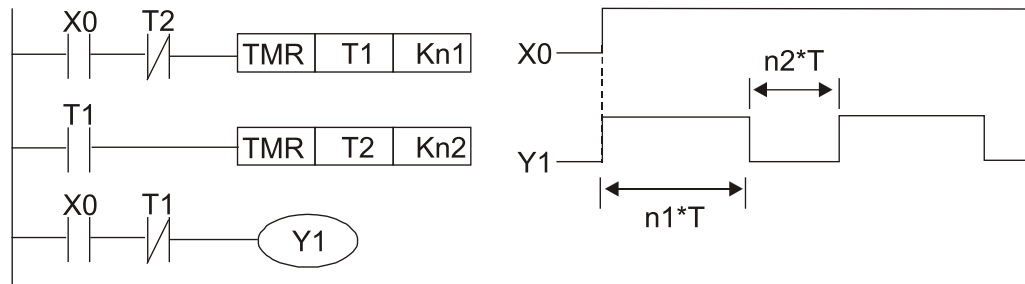 X0 T2
TMR T1 Kn1
T1
TMR T2 Kn2
X0 T1
Y1
X0
n2*T
Y1
n1*T